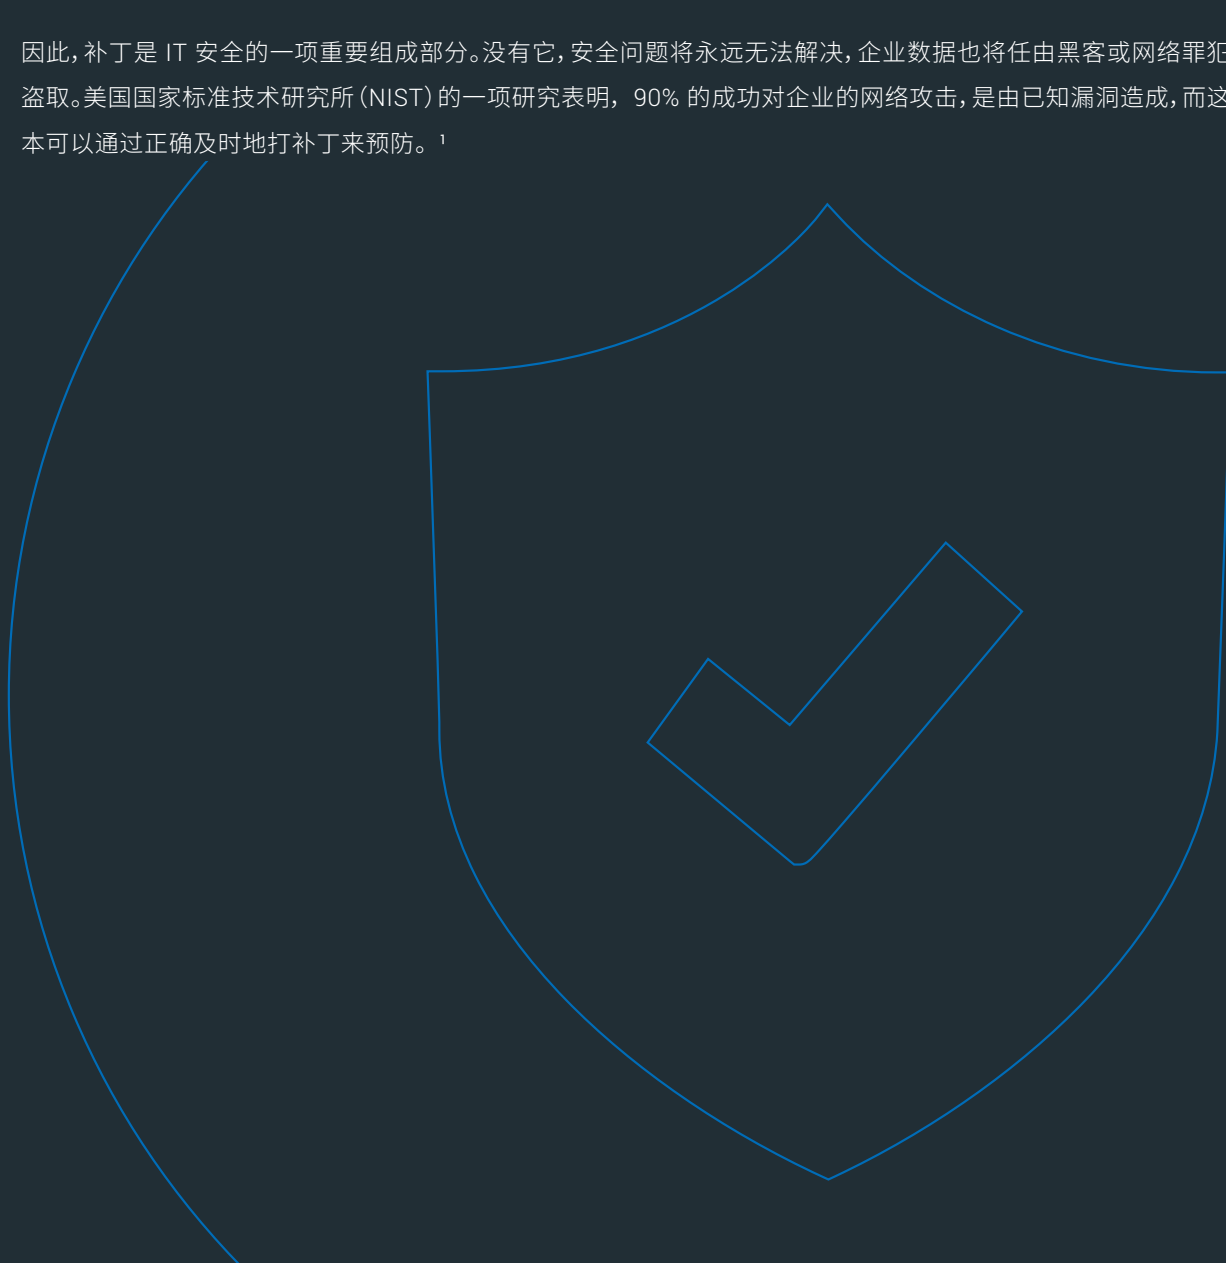 因此，补丁是 IT 安全的一项重要组成部分。没有它，安全问题将永远无法解决，企业数据也将任由黑客或网络罪犯
盗取。美国国家标准技术研究所（NIST）的一项研究表明， 90% 的成功对企业的网络攻击，是由已知漏洞造成，而这
本可以通过正确及时地打补丁来预防。 ¹